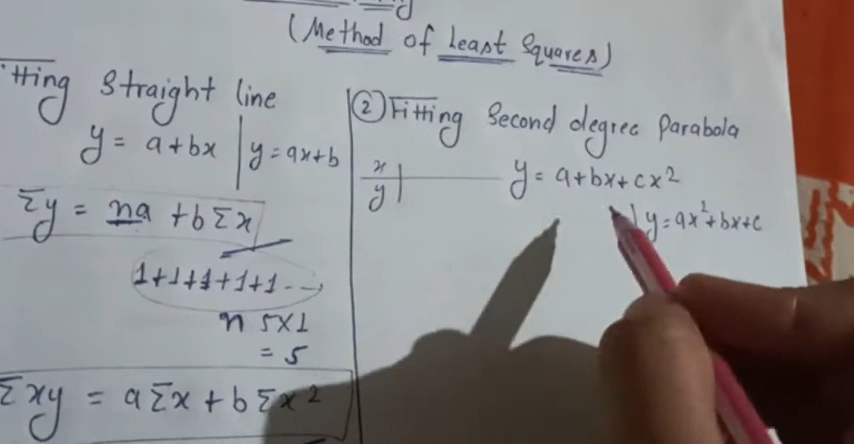 (Method of Least Squares)
tting Straight line
y = a+bx | y = ax+b
Σy = na + bΣx
1+1+1+1+1 ...
n 5×1
= 5
Σxy = aΣx + bΣx²
② Fitting Second degree Parabola
x
y
y = a+bx+cx²
y = ax²+bx+c